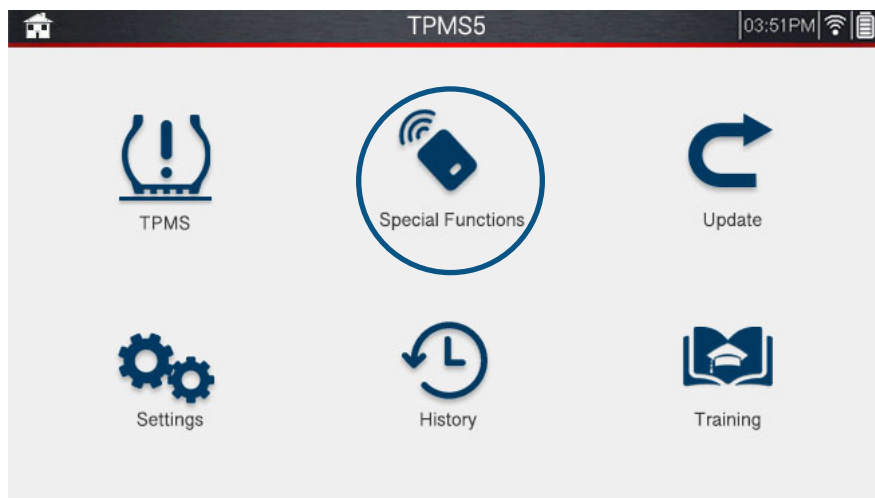 TPMS5
03:51PM
TPMS
Special Functions
Update
Settings
History
Training